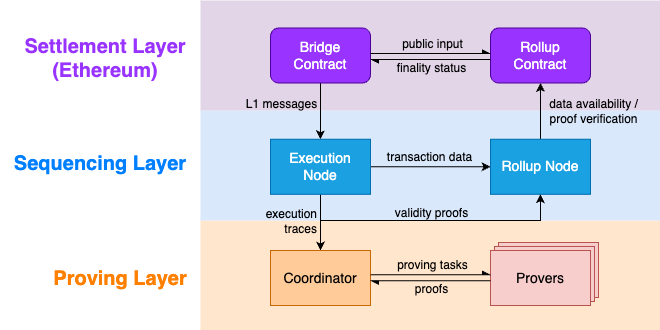 Settlement Layer
(Ethereum)
Bridge
Contract
public input
finality status
Rollup
Contract
L1 messages
data availability /
proof verification
Sequencing Layer
Execution
Node
transaction data
Rollup Node
execution
traces
validity proofs
Proving Layer
Coordinator
proving tasks
proofs
Provers